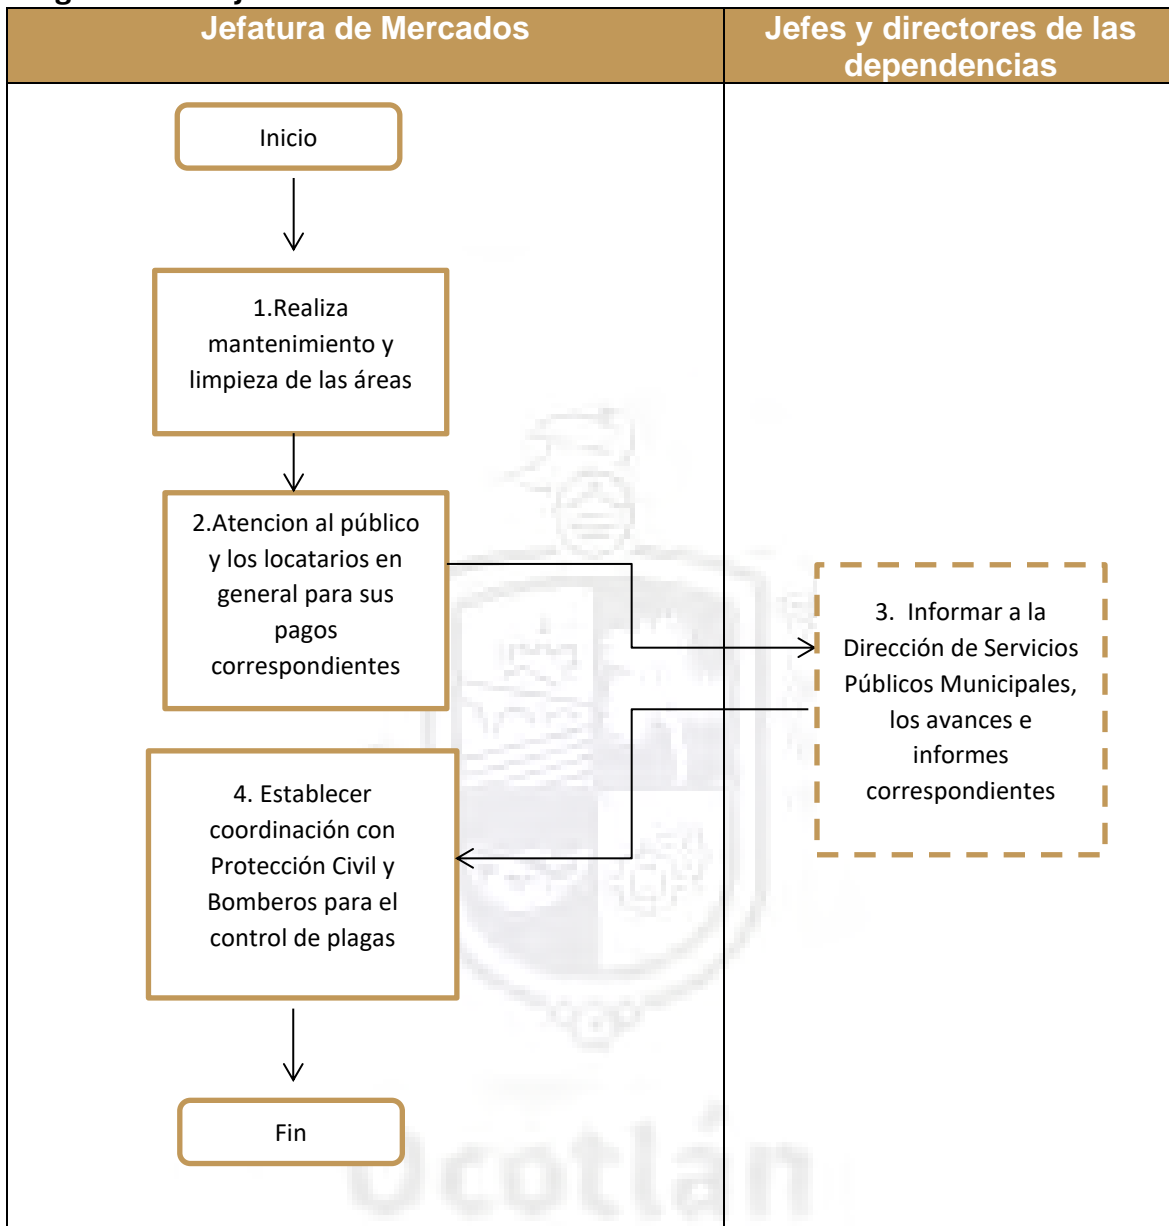 Jefatura de Mercados
Jefes y directores de las
dependencias
Inicio
1.Realiza
mantenimiento y
limpieza de las áreas
2.Atencion al público
y los locatarios en
general para sus
pagos
correspondientes
3. Informar a la
Dirección de Servicios
Públicos Municipales,
los avances e
informes
correspondientes
4. Establecer
coordinación con
Protección Civil y
Bomberos para el
control de plagas
Fin
Ocotlán